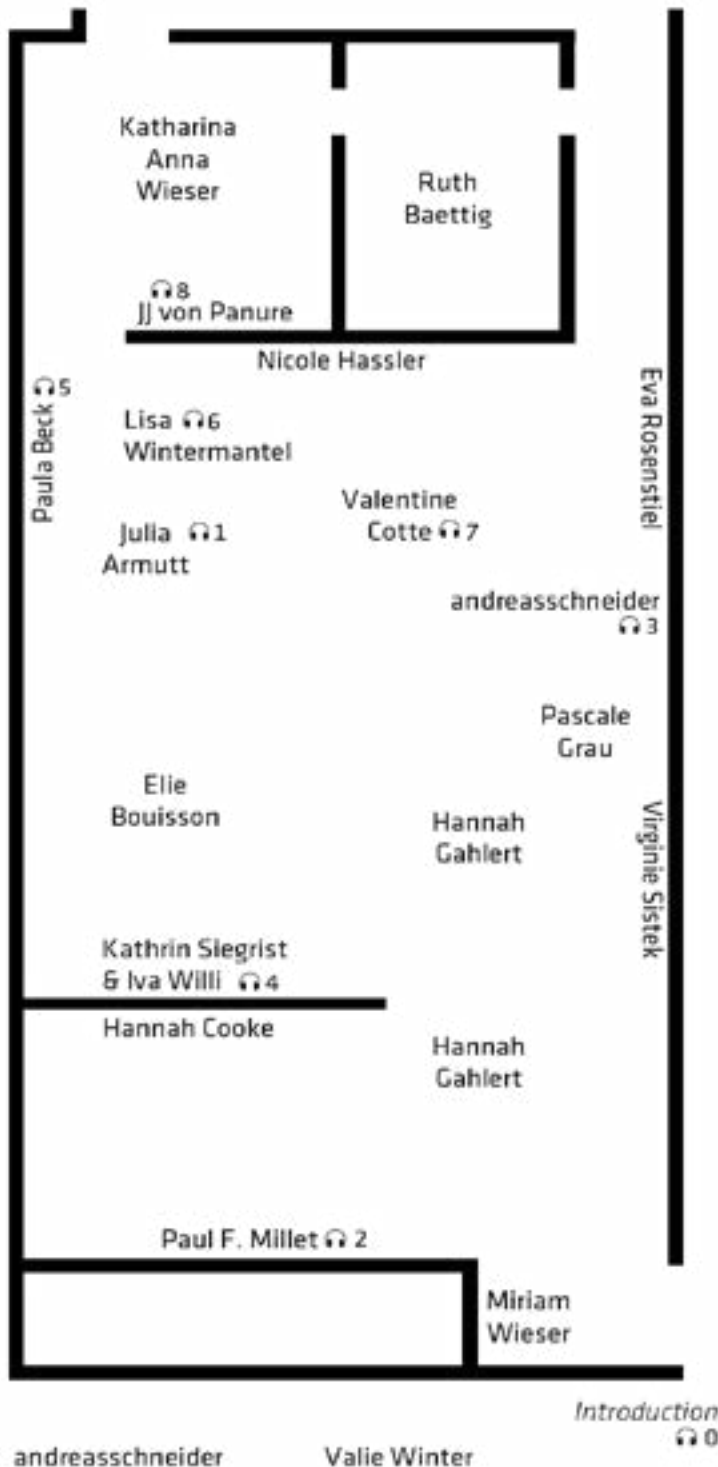 Katharina
Anna
Wieser
Ruth
Baettig
8
JJ von Panure
Nicole Hassler
5
Paula Beck
Lisa 6
Wintermantel
Eva Rosenstiel
Valentine
Cotte 7
Julia 1
Armutt
andreasschneider
3
Pascale
Grau
Elie
Bouisson
Hannah
Gahlert
Virginie Sistek
Kathrin Siegrist
& Iva Willi 4
Hannah Cooke
Hannah
Gahlert
Paul F. Millet 2
Miriam
Wieser
Introduction
0
andreasschneider Valie Winter